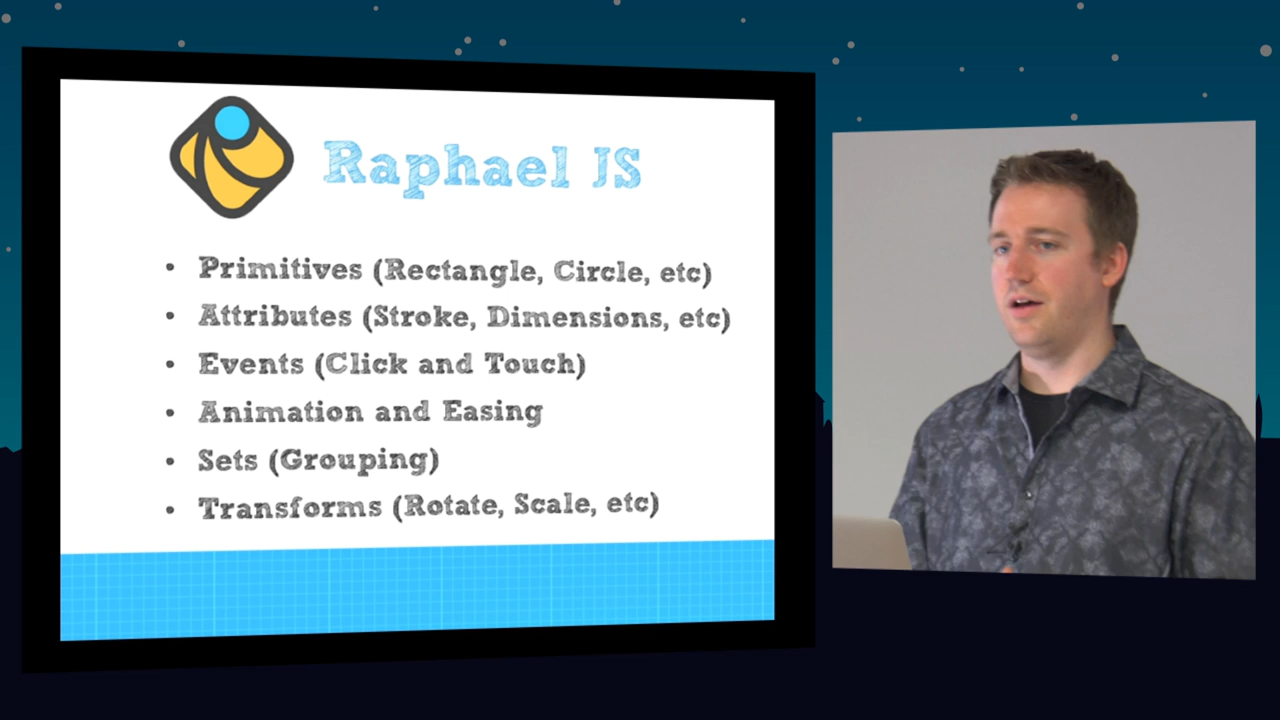 Raphael JS
• Primitives (Rectangle, Circle, etc)
• Attributes (Stroke, Dimensions, etc)
• Events (Click and Touch)
• Animation and Easing
• Sets (Grouping)
• Transforms (Rotate, Scale, etc)